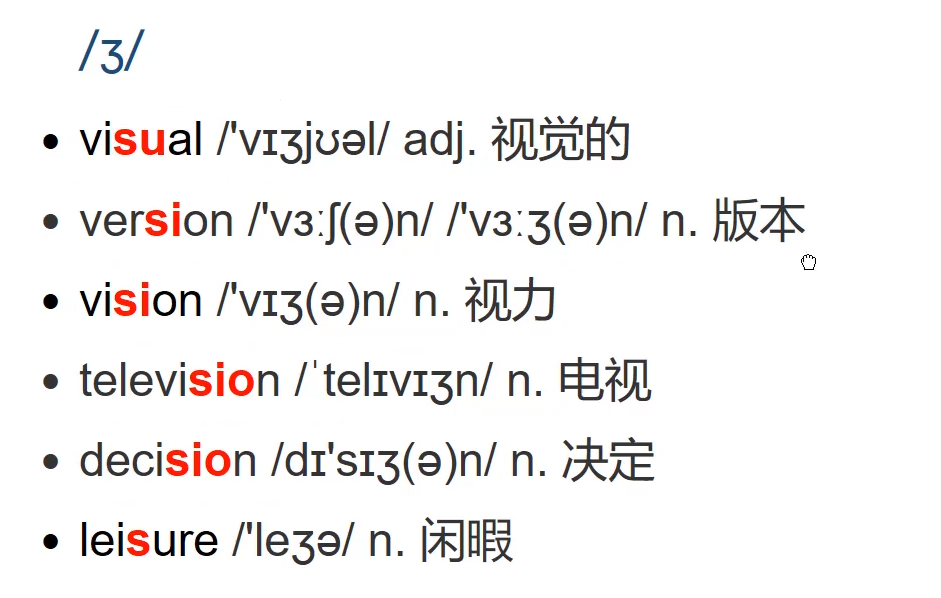 /ʒ/
• visual /'vɪʒjʊəl/ adj. 视觉的
• version /'vɜːʃ(ə)n/ /'vɜːʒ(ə)n/ n. 版本
• vision /'vɪʒ(ə)n/ n. 视力
• television /ˈtelɪvɪʒn/ n. 电视
• decision /dɪ'sɪʒ(ə)n/ n. 决定
• leisure /'leʒə/ n. 闲暇